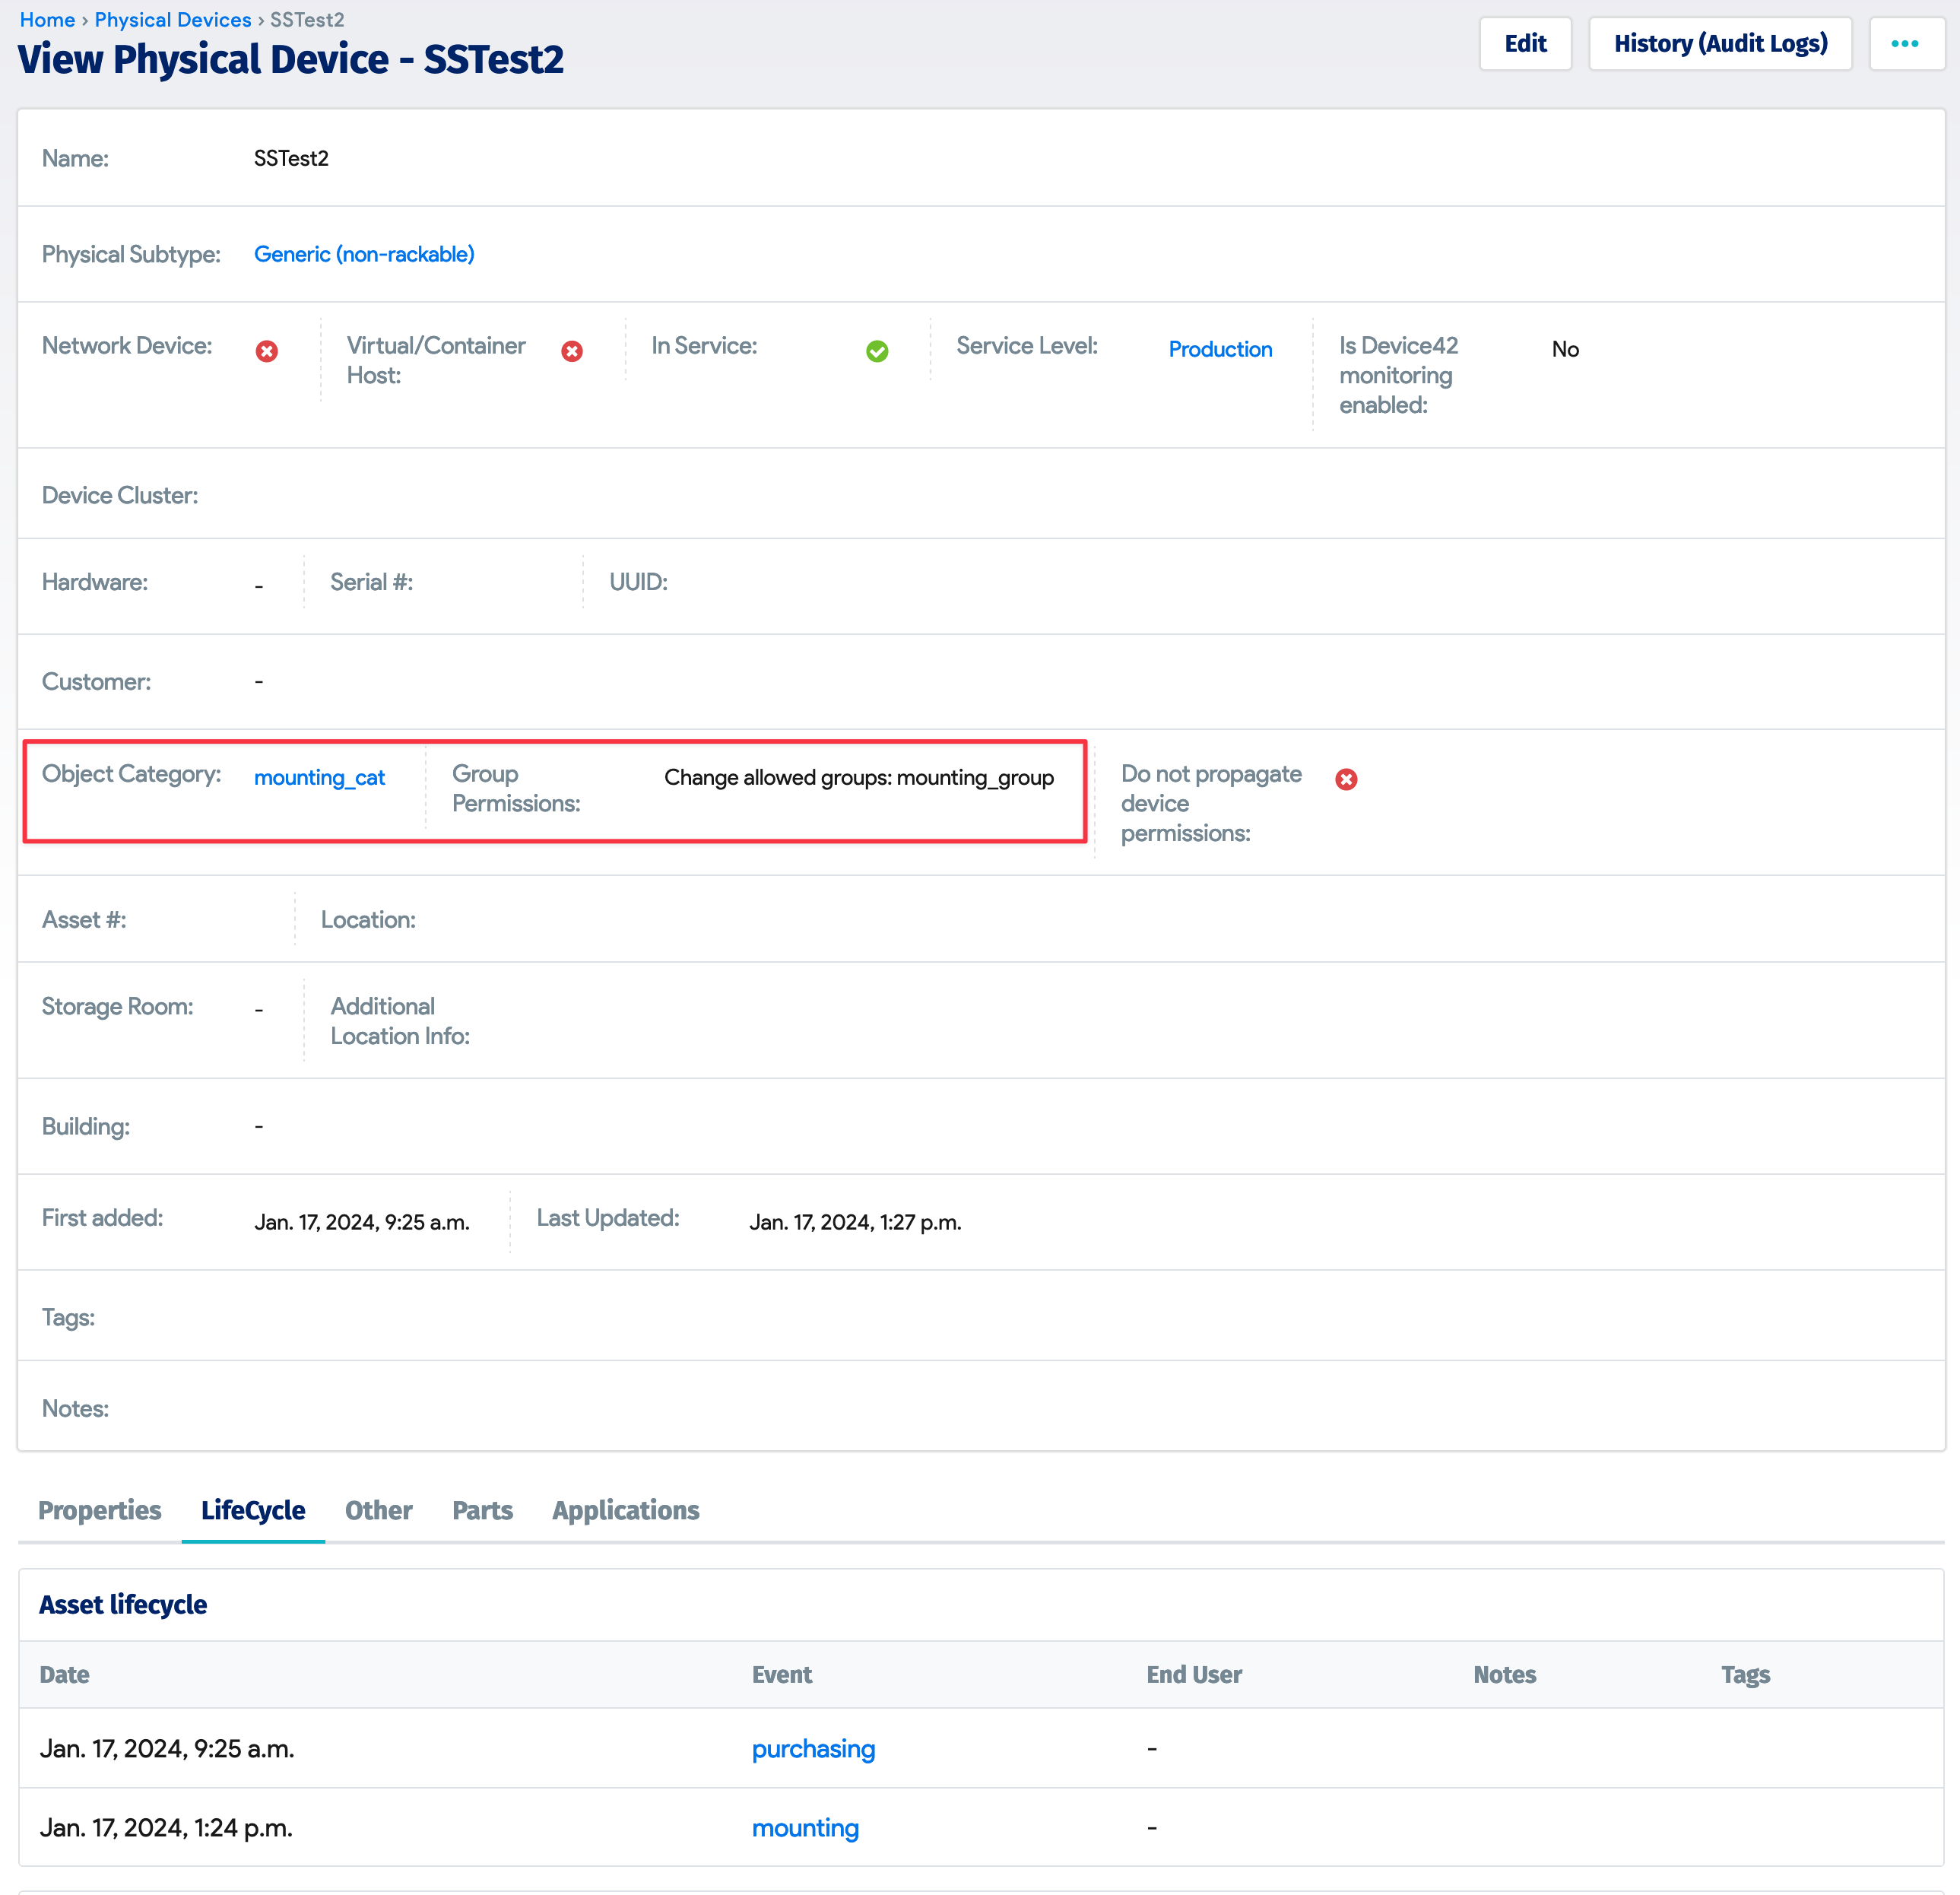 Home › Physical Devices › SSTest2
View Physical Device - SSTest2
Edit
History (Audit Logs)
Name: SSTest2
Physical Subtype: Generic (non-rackable)
Network Device:
Virtual/Container
Host:
In Service:
Service Level: Production
Is Device42
monitoring
enabled:
No
Device Cluster:
Hardware: -
Serial #:
UUID:
Customer: -
Object Category: mounting_cat
Group
Permissions:
Change allowed groups: mounting_group
Do not propagate
device
permissions:
Asset #:
Location:
Storage Room: -
Additional
Location Info:
Building: -
First added: Jan. 17, 2024, 9:25 a.m.
Last Updated: Jan. 17, 2024, 1:27 p.m.
Tags:
Notes:
Properties LifeCycle Other Parts Applications
Asset lifecycle
Date Event End User Notes Tags
Jan. 17, 2024, 9:25 a.m. purchasing -
Jan. 17, 2024, 1:24 p.m. mounting -